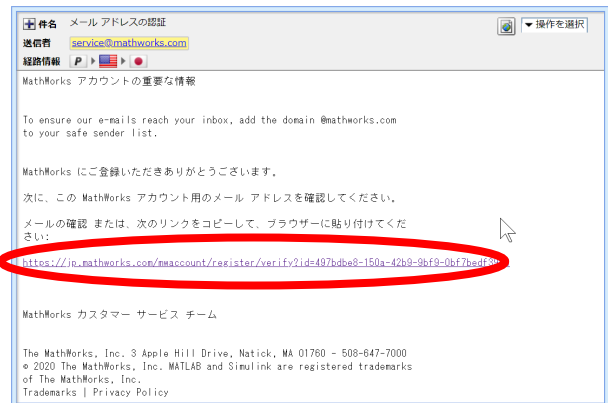 件名 メール アドレスの認証
▼操作を選択
送信者 service@mathworks.com
経路情報 P
MathWorks アカウントの重要な情報
To ensure our e-mails reach your inbox, add the domain @mathworks.com
to your safe sender list.
MathWorks にご登録いただきありがとうございます。
次に、この MathWorks アカウント用のメール アドレスを確認してください。
メールの確認 または、次のリンクをコピーして、ブラウザーに貼り付けてくだ
さい:
https://jp.mathworks.com/mwaccount/register/verify?id=497bdbe8-150a-42b9-9bf9-0bf7bedf3
MathWorks カスタマー サービス チーム
The MathWorks, Inc. 3 Apple Hill Drive, Natick, MA 01760 - 508-647-7000
© 2020 The MathWorks, Inc. MATLAB and Simulink are registered trademarks
of The MathWorks, Inc.
Trademarks | Privacy Policy